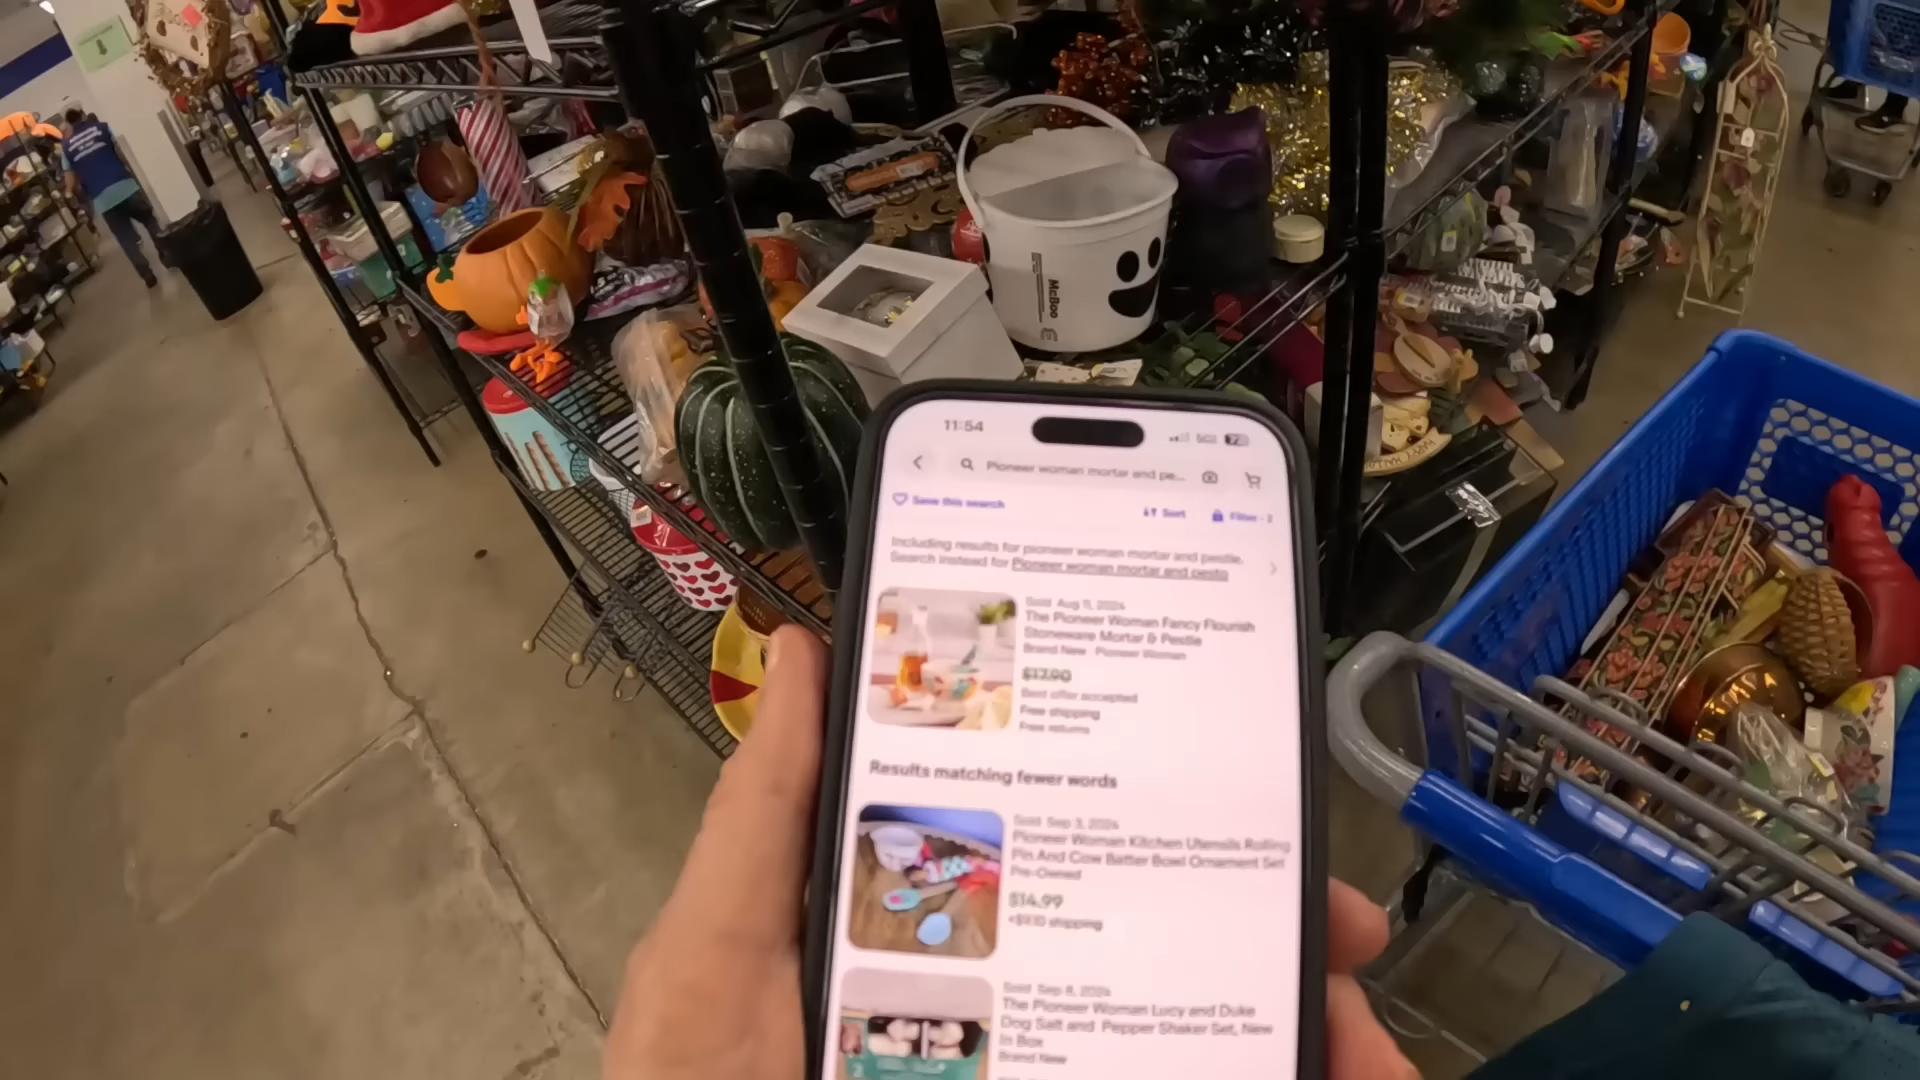 McBoo
11:54
Pioneer woman mortar and pe...
Save this search
Sort
Filter · 2
Including results for pioneer woman mortar and pestle.
Search instead for Pioneer woman mortar and pesto
Sold Aug 11, 2024
The Pioneer Woman Fancy Flourish
Stoneware Mortar & Pestle
Brand New · Pioneer Woman
$17.90
Best offer accepted
Free shipping
Free returns
Results matching fewer words
Sold Sep 3, 2024
Pioneer Woman Kitchen Utensils Rolling
Pin And Cow Batter Bowl Ornament Set
Pre-Owned
$14.99
+$9.10 shipping
Sold Sep 8, 2024
The Pioneer Woman Lucy and Duke
Dog Salt and Pepper Shaker Set, New
In Box
Brand New